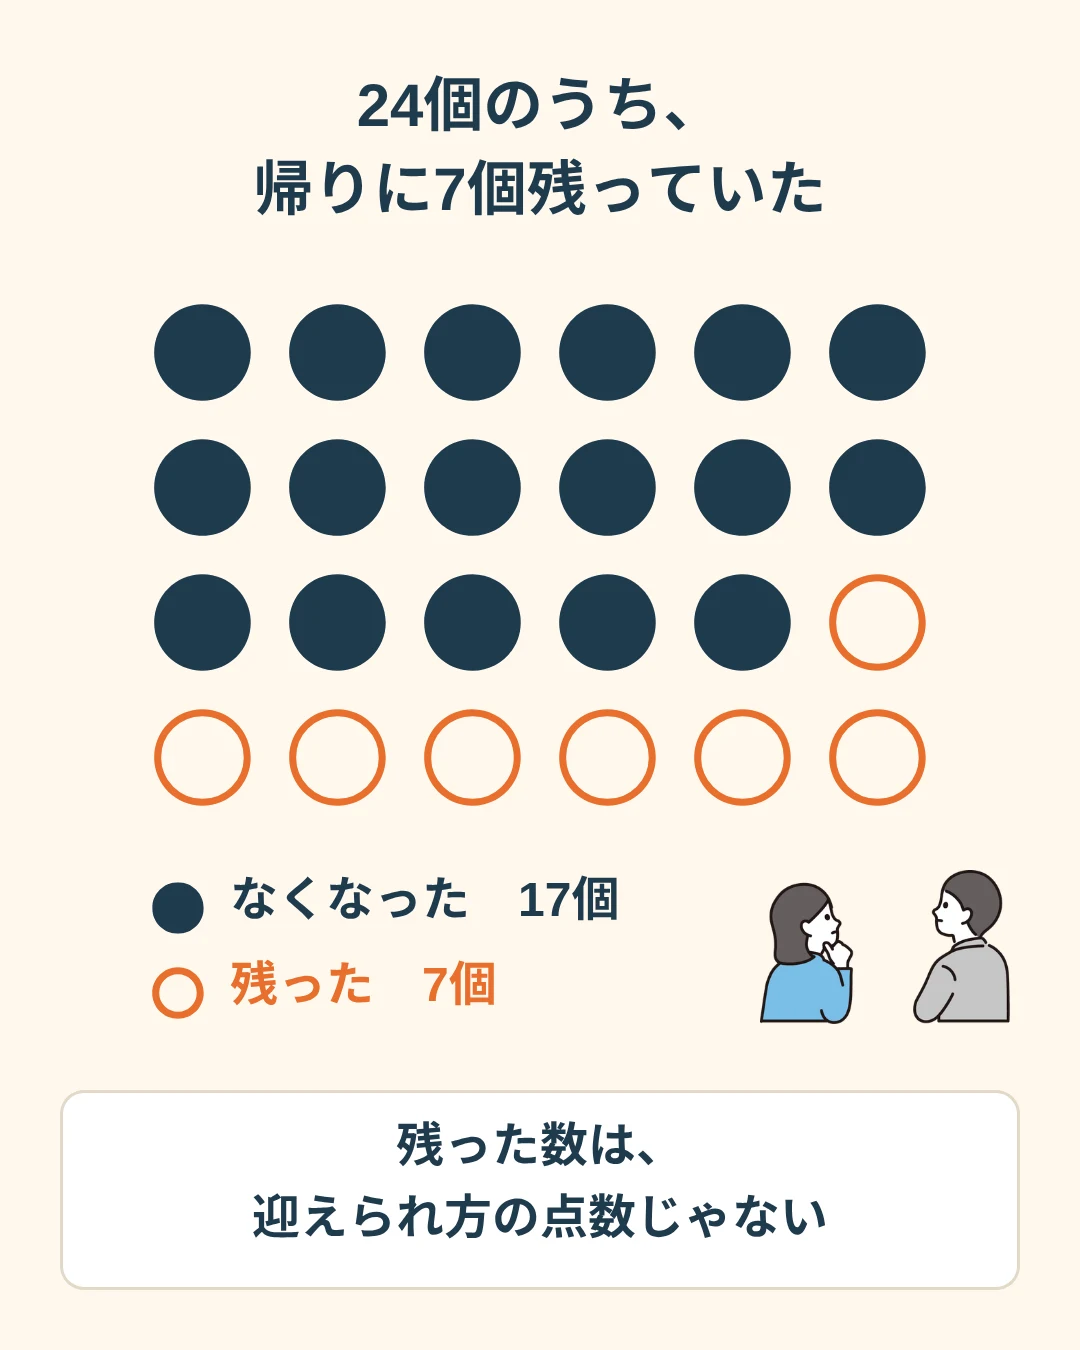 24個のうち、
帰りに7個残っていた
なくなった　17個
残った　7個
残った数は、
迎えられ方の点数じゃない